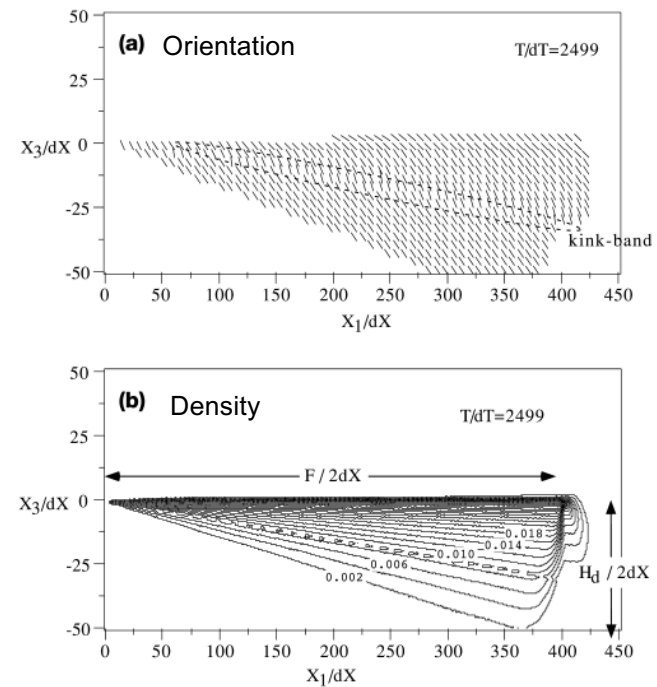 50
(a) Orientation
T/dT=2499
25
X3/dX 0
-25
kink-band
-50
0 50 100 150 200 250 300 350 400 450
X1/dX
50
(b) Density
T/dT=2499
25
F / 2dX
X3/dX 0
0.018
0.014
-25
0.010
0.006
Hd / 2dX
0.002
-50
0 50 100 150 200 250 300 350 400 450
X1/dX